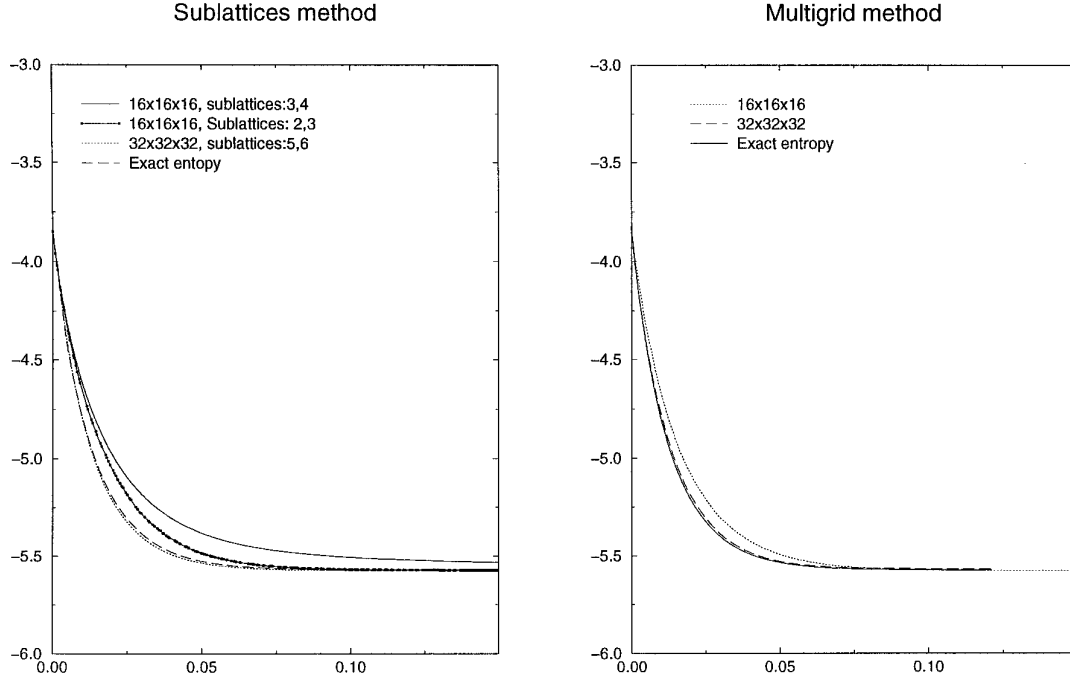 Sublattices method
-3.0
16x16x16, sublattices:3,4
16x16x16, Sublattices: 2,3
32x32x32, sublattices:5,6
Exact entopy
-3.5
-4.0
-4.5
-5.0
-5.5
-6.0
0.00
0.05
0.10
Multigrid method
-3.0
16x16x16
32x32x32
Exact entropy
-3.5
-4.0
-4.5
-5.0
-5.5
-6.0
0.00
0.05
0.10